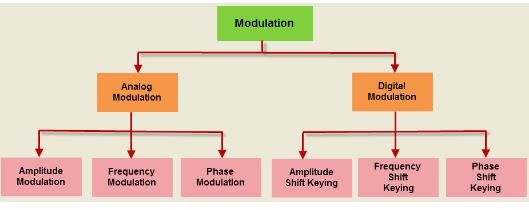 Modulation
Analog
Modulation
Digital
Modulation
Amplitude
Modulation
Frequency
Modulation
Phase
Modulation
Amplitude
Shift Keying
Frequency
Shift
Keying
Phase
Shift
Keying